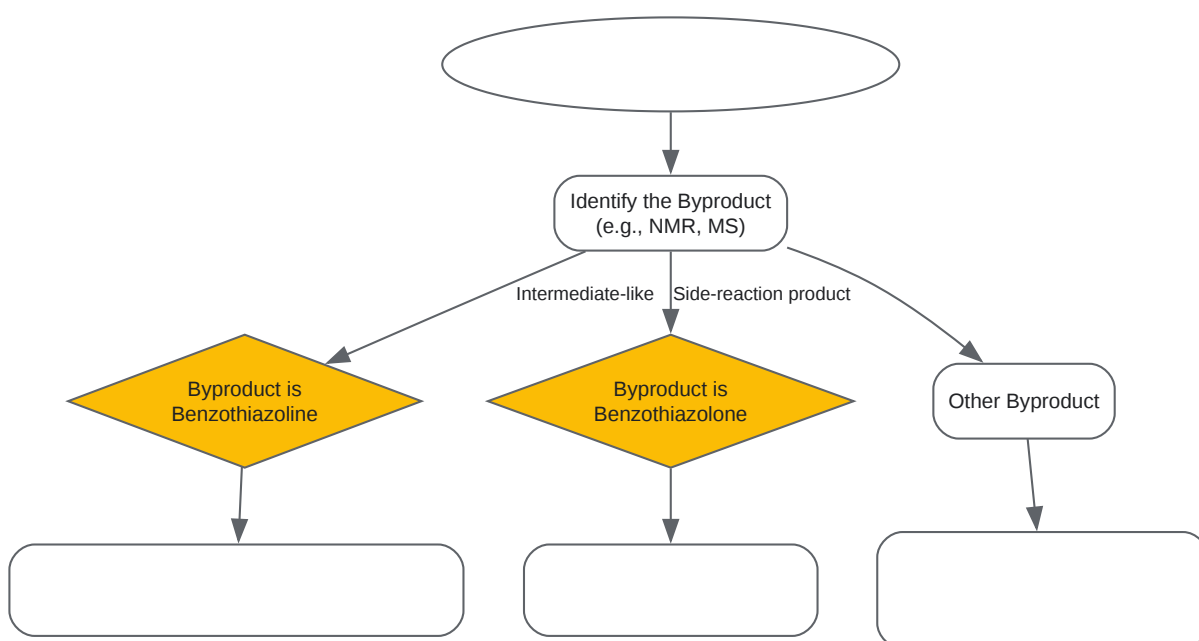 Identify the Byproduct
(e.g., NMR, MS)
Intermediate-like
Side-reaction product
Byproduct is
Benzothiazoline
Byproduct is
Benzothiazolone
Other Byproduct